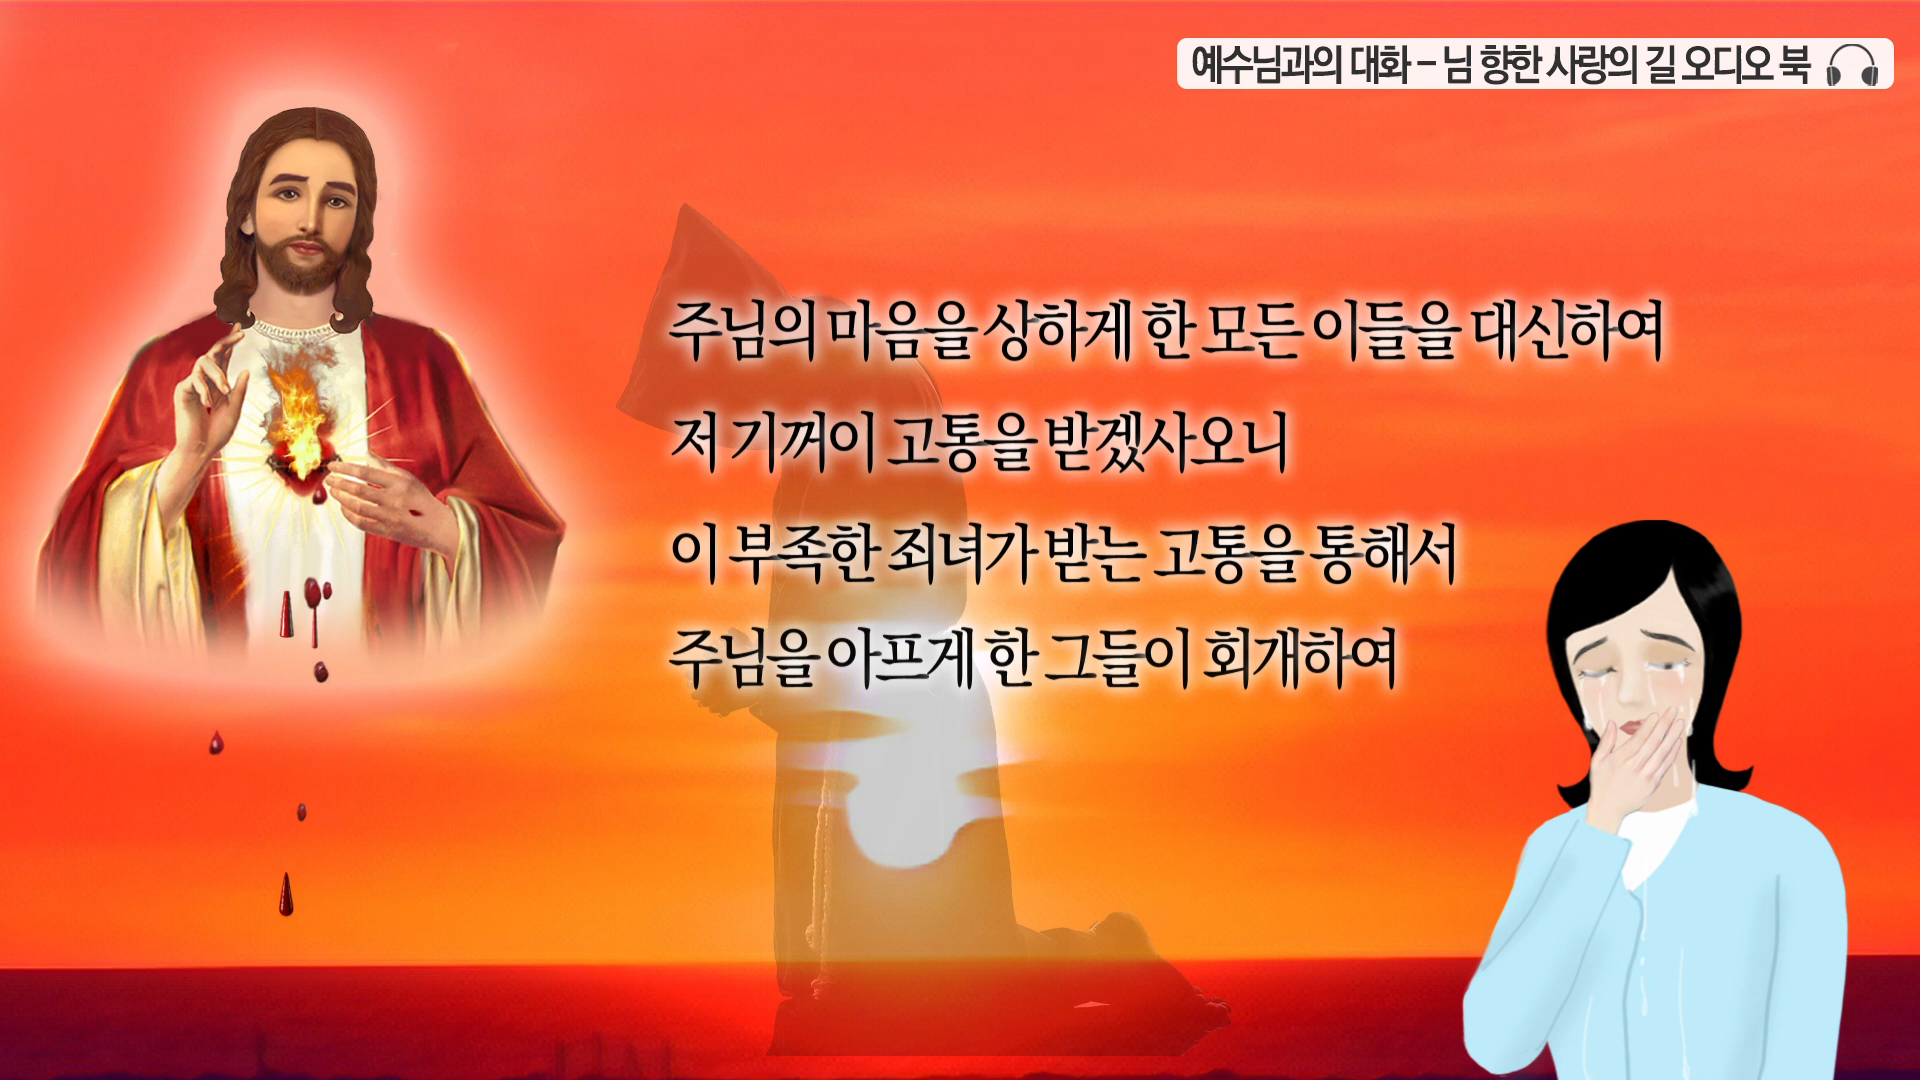 예수님과의 대화 - 님 향한 사랑의 길 오디오 북
주님의 마음을 상하게 한 모든 이들을 대신하여
저 기꺼이 고통을 받겠사오니
이 부족한 죄녀가 받는 고통을 통해서
주님을 아프게 한 그들이 회개하여